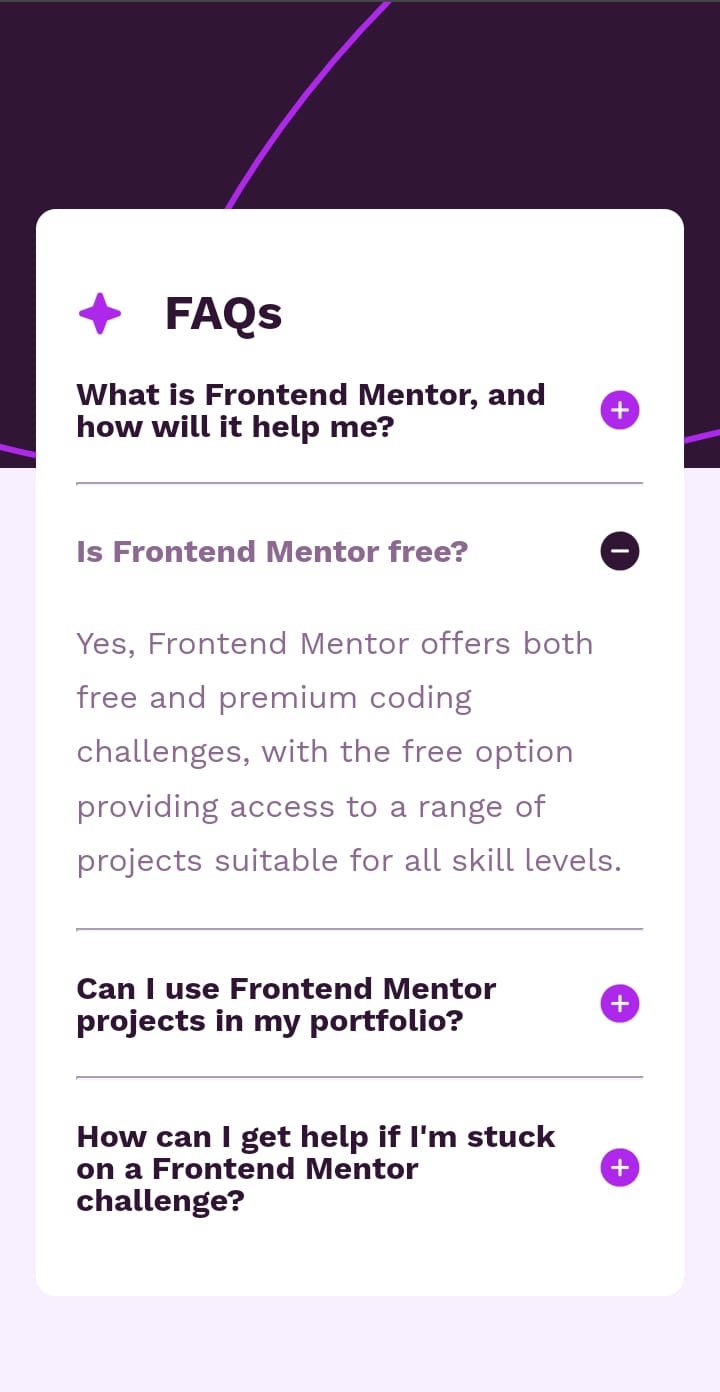 FAQs
What is Frontend Mentor, and
how will it help me?
Is Frontend Mentor free?
Yes, Frontend Mentor offers both
free and premium coding
challenges, with the free option
providing access to a range of
projects suitable for all skill levels.
Can I use Frontend Mentor
projects in my portfolio?
How can I get help if I'm stuck
on a Frontend Mentor
challenge?